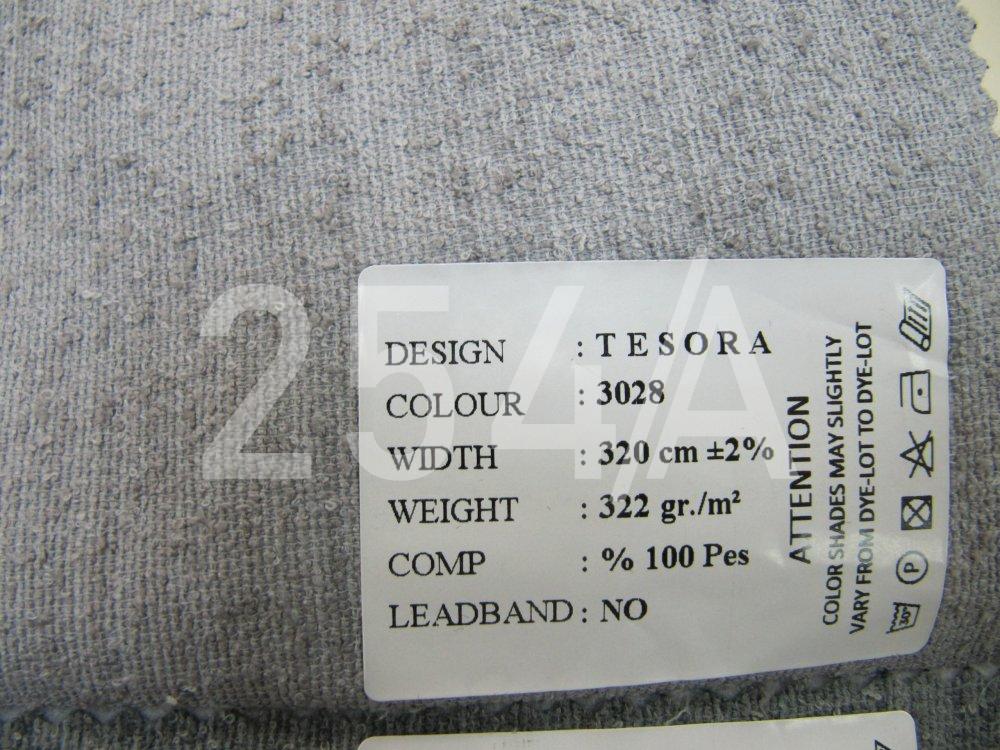 DESIGN : T E S O R A
COLOUR : 3028
WIDTH : 320 cm ±2%
WEIGHT : 322 gr./m²
COMP : % 100 Pes
LEADBAND : NO
ATTENTION
COLOR SHADES MAY SLIGHTLY
VARY FROM DYE-LOT TO DYE-LOT
P
30°
254/A